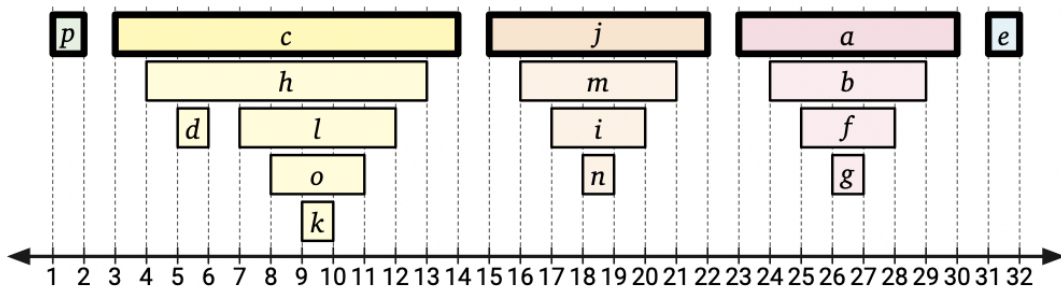 p c j a e
h m b
d l i f
o n g
k
1 2 3 4 5 6 7 8 9 10 11 12 13 14 15 16 17 18 19 20 21 22 23 24 25 26 27 28 29 30 31 32